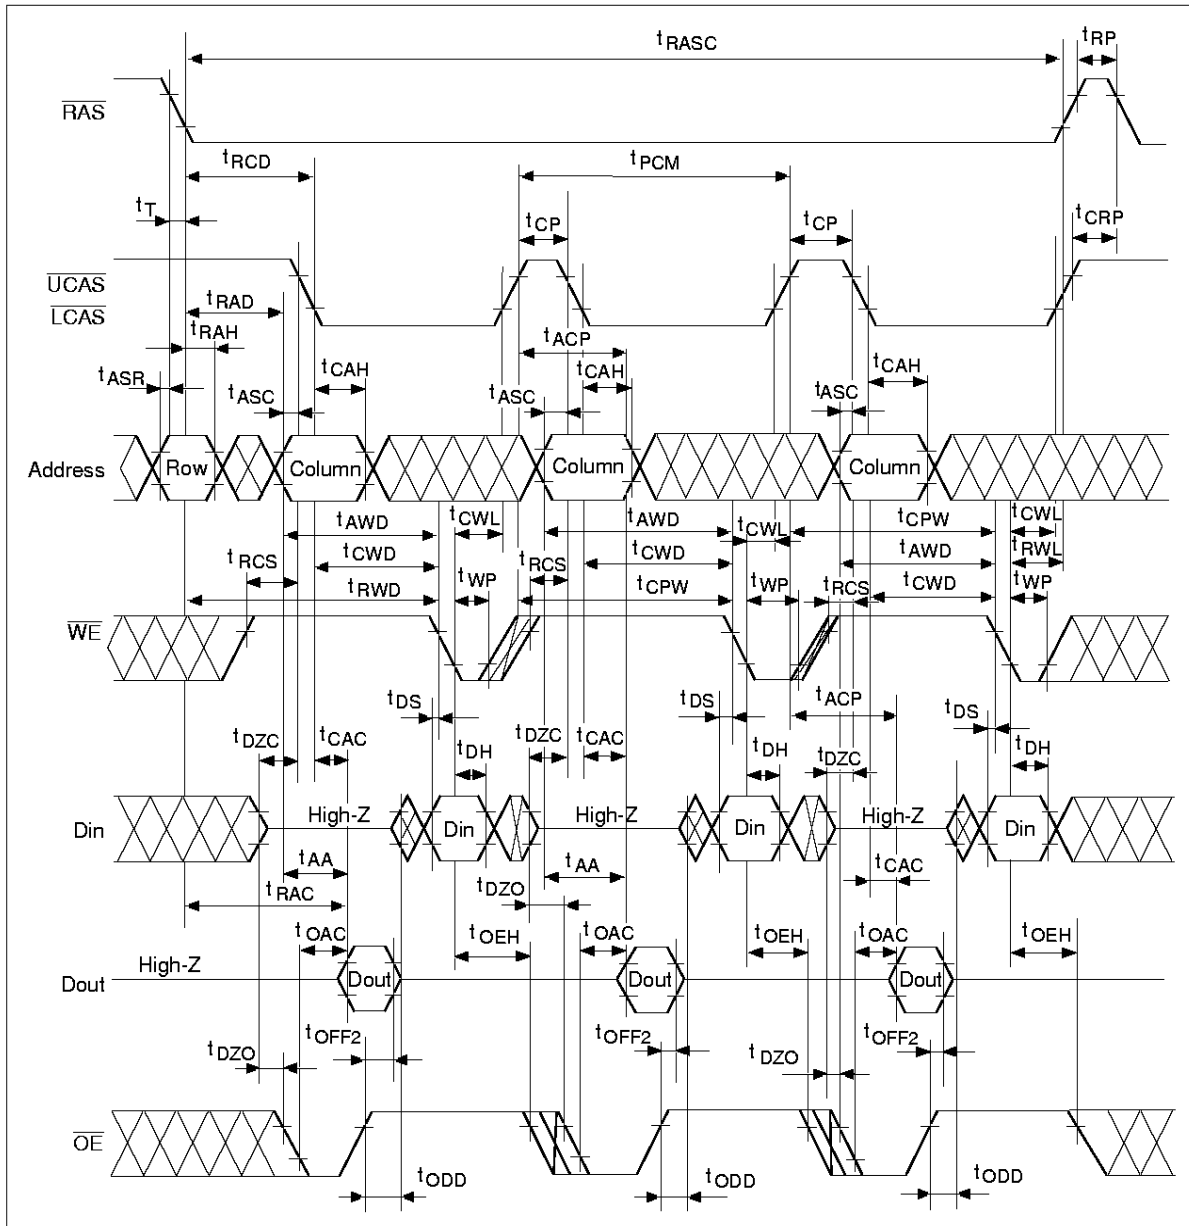 tRASC tRP
RAS
tRCD tPCM
tT tCP tCP tCRP
UCAS
LCAS
tRAD
tRAH tACP
tASR tASC tCAH tASC tCAH tASC tCAH
Address Row Column Column Column
tAWD tCWL tAWD tCWL tCPW tCWL
tRCS tCWD tRCS tCWD tAWD tRWL
tRWD tWP tCPW tWP tRCS tCWD tWP
WE
tDS tDS tACP tDS
tDZC tCAC tDH tDZC tCAC tDH tDZC tDH
Din High-Z Din High-Z Din High-Z Din
tAA tAA tCAC
tRAC tDZO
tOAC tOEH tOAC tOEH tOAC tOEH
High-Z
Dout Dout Dout Dout
tDZO tOFF2 tOFF2 tDZO tOFF2
OE
tODD tODD tODD